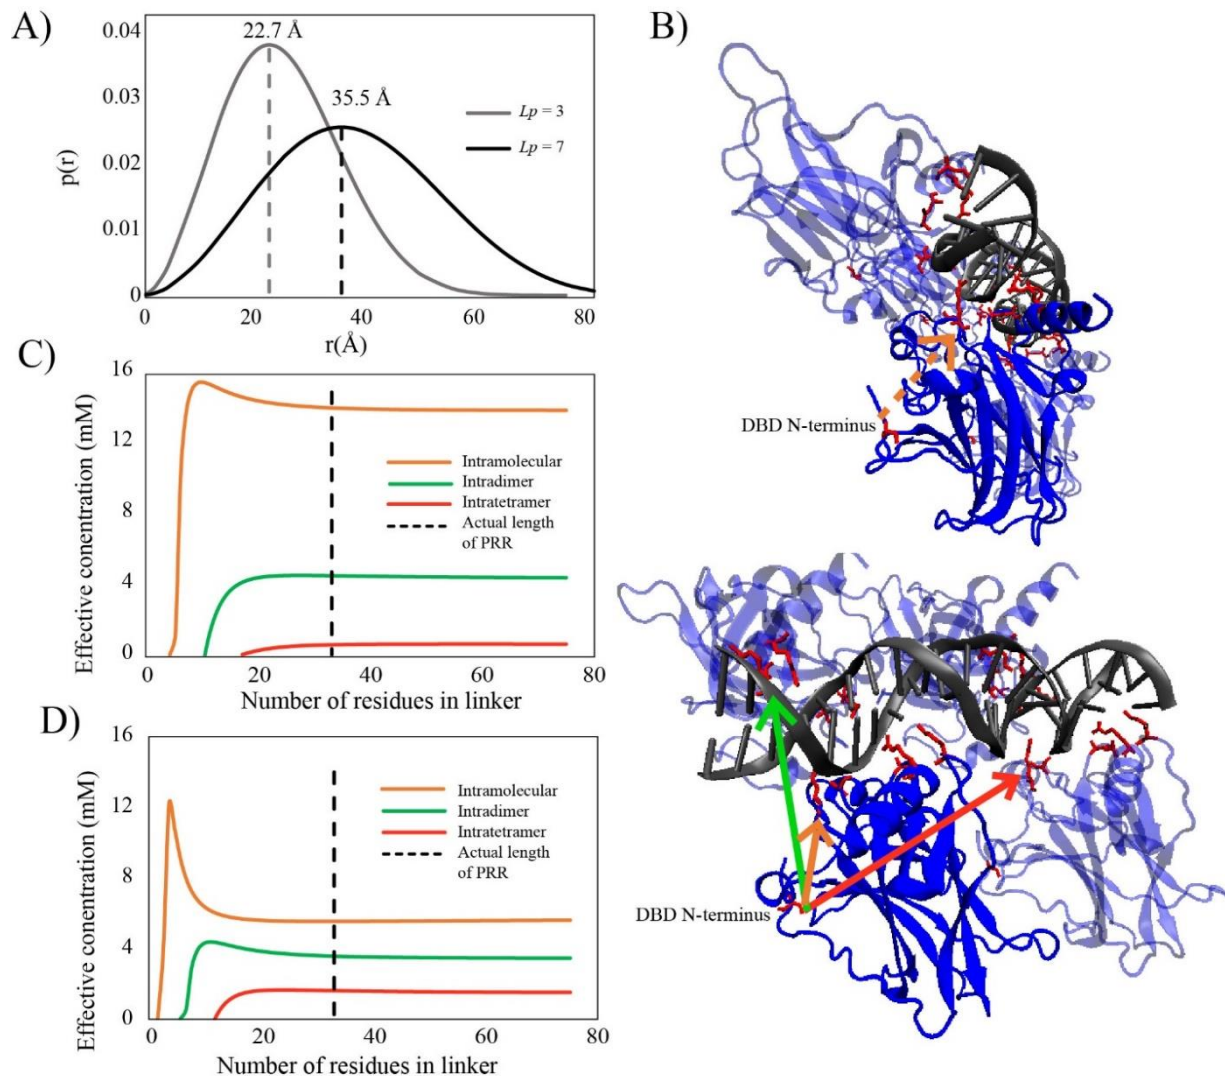 A)
0.04
0.03
0.02
0.01
0
p(r)
22.7 Å
35.5 Å
Lp = 3
Lp = 7
0
20
40
60
80
r(Å)
B)
DBD N-terminus
DBD N-terminus
C)
16
12
8
4
0
Effective conentration (mM)
Intramolecular
Intradimer
Intratetramer
Actual length
of PRR
0
20
40
60
80
Number of residues in linker
D)
16
12
8
4
0
Effective conentration (mM)
Intramolecular
Intradimer
Intratetramer
Actual length
of PRR
0
20
40
60
80
Number of residues in linker